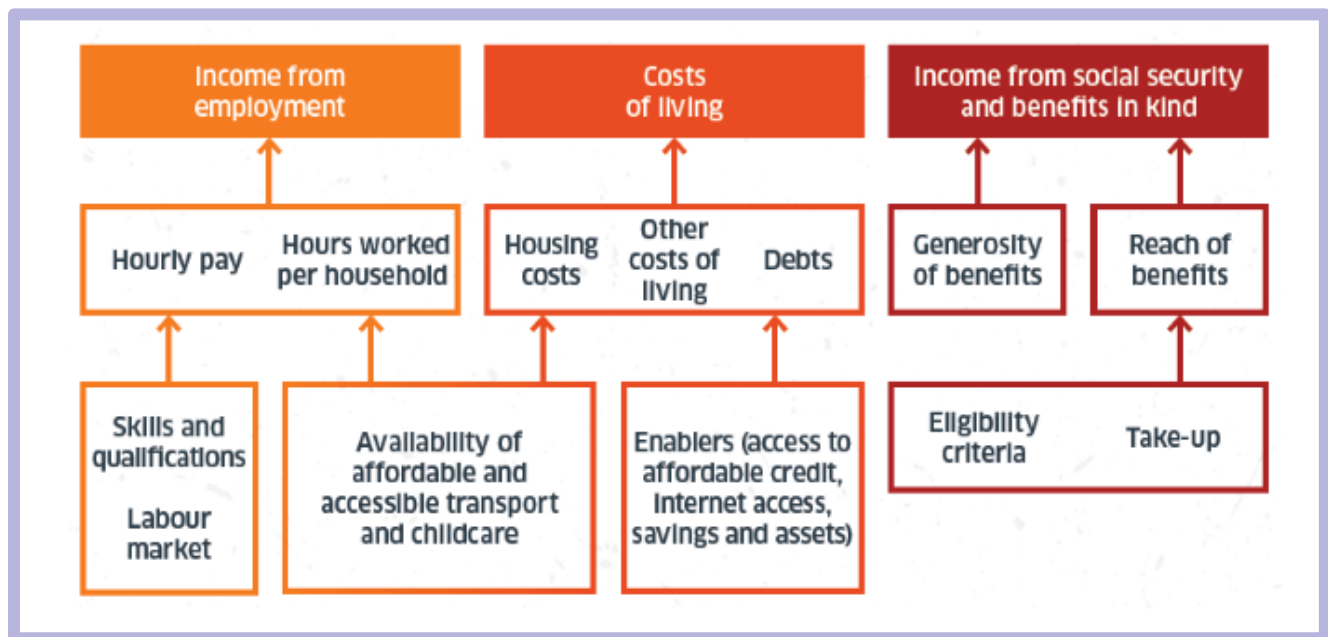 Income from
employment
Costs
of living
Income from social security
and benefits in kind
Hourly pay
Hours worked
per household
Housing
costs
Other
costs of
living
Debts
Generosity
of benefits
Reach of
benefits
Skills and
qualifications
Labour
market
Availability of
affordable and
accessible transport
and childcare
Enablers (access to
affordable credit,
internet access,
savings and assets)
Eligibility
criteria
Take-up